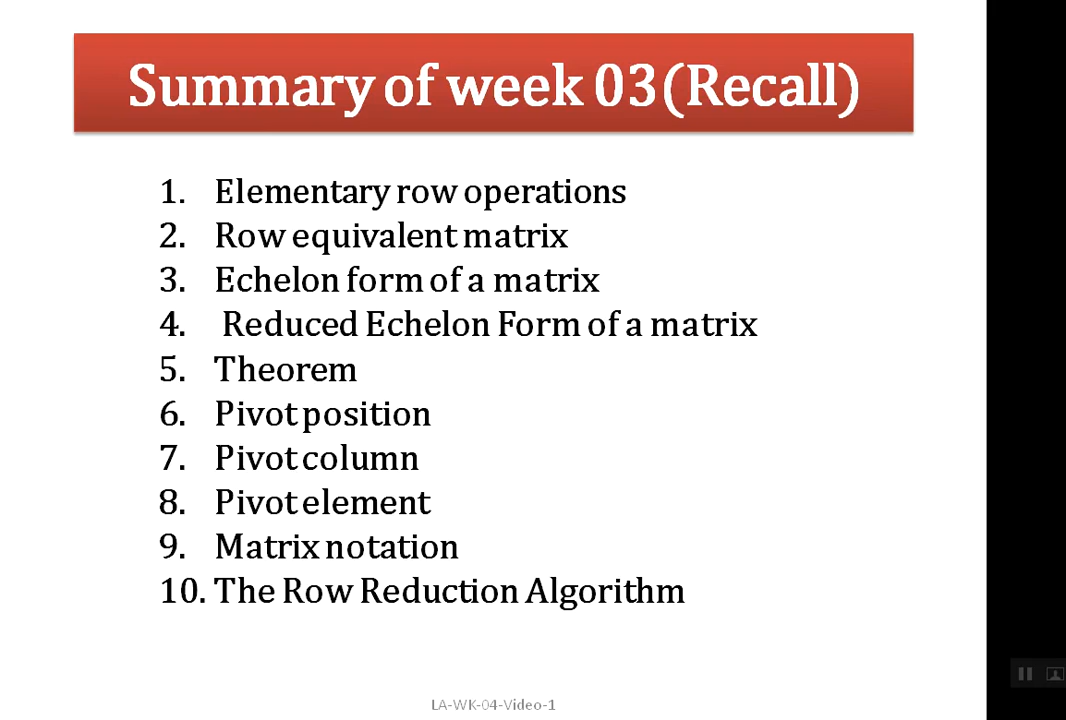 Summary of week 03(Recall)
1. Elementary row operations
2. Row equivalent matrix
3. Echelon form of a matrix
4. Reduced Echelon Form of a matrix
5. Theorem
6. Pivot position
7. Pivot column
8. Pivot element
9. Matrix notation
10. The Row Reduction Algorithm
LA-WK-04-Video-1